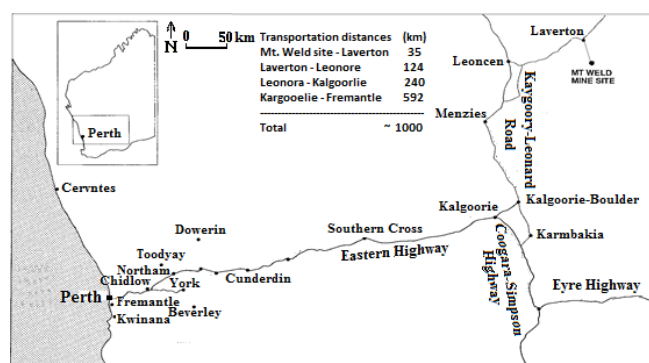 N
0 50 km
Transportation distances (km)
Mt. Weld site - Laverton 35
Laverton - Leonore 124
Leonora - Kalgoorlie 240
Kargooelie - Fremantle 592
Total ~ 1000
Perth
Laverton
Leoncen
MT WELD
MINE SITE
Kaygoory-Leonard
Road
Menzies
Cervntes
Kalgoorie
Kalgoorie-Boulder
Dowerin
Southern Cross
Karmbakia
Toodyay
Eastern Highway
Coogara-Simpson
Highway
Northam
Chidlow
York
Cunderdin
Eyre Highway
Perth
Fremantle
Beverley
Kwinana